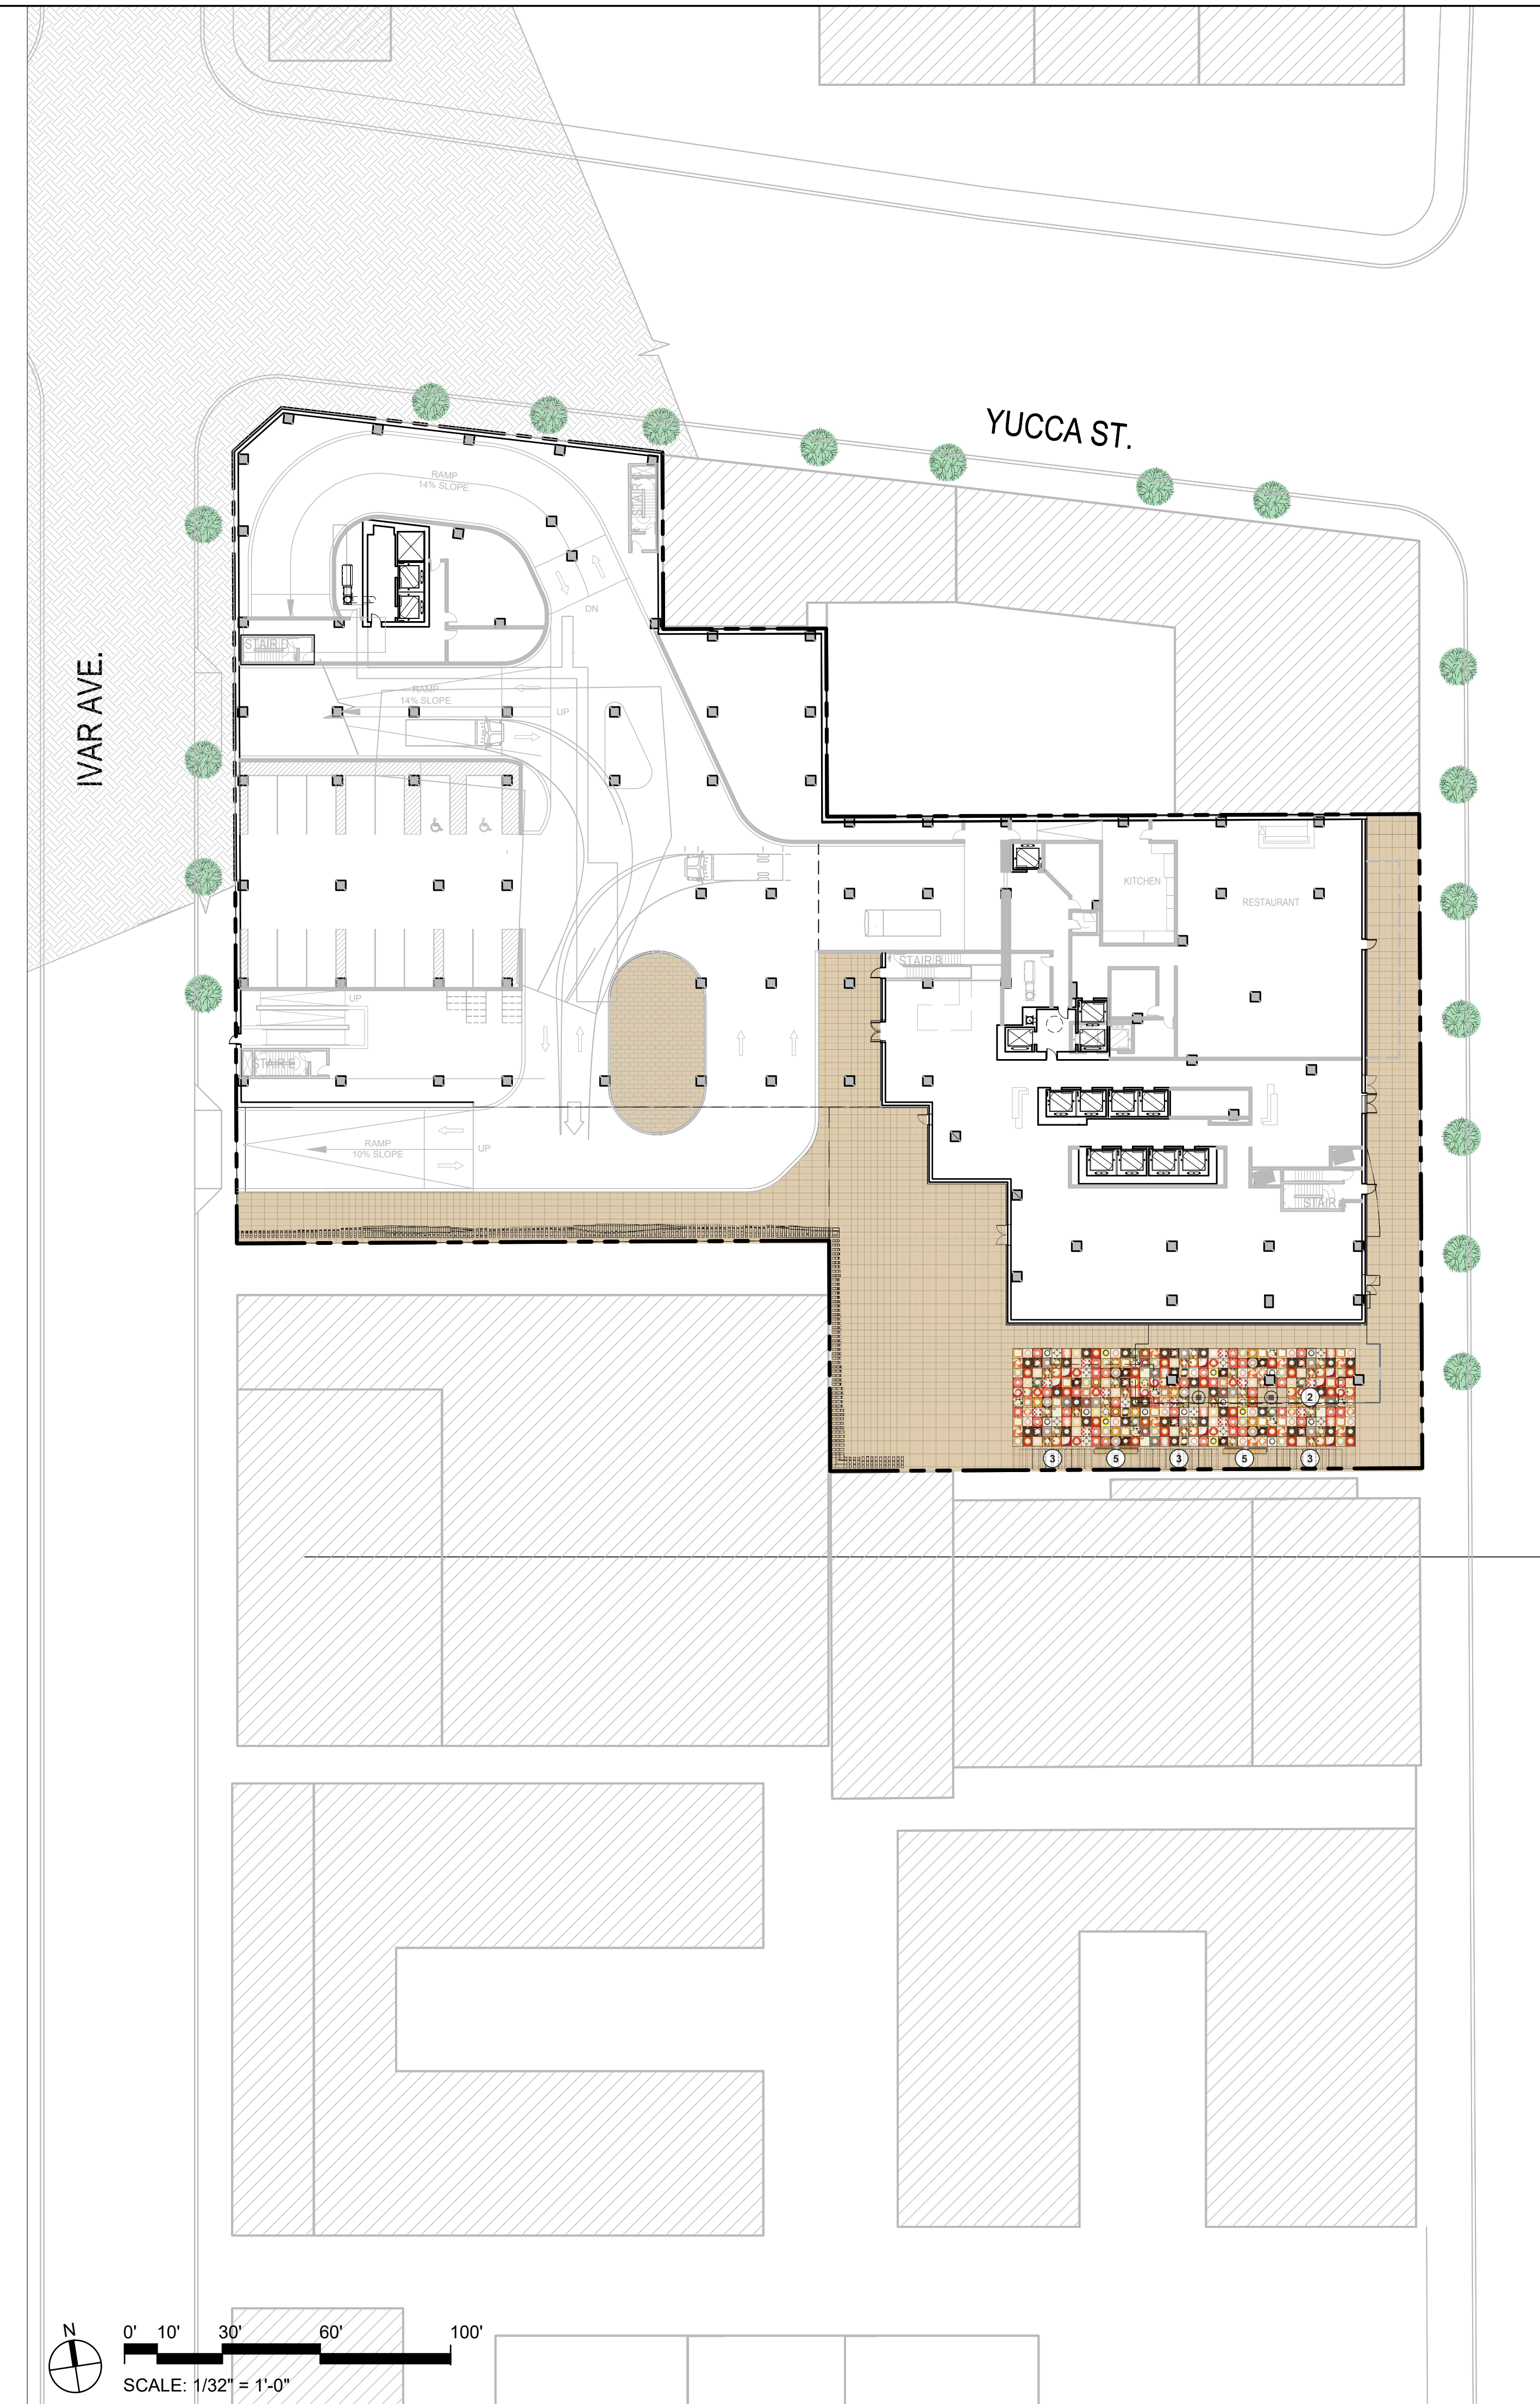 YUCCA ST.
RAMP
14% SLOPE
STAIR
DN
STAIR D
IVAR AVE.
RAMP
14% SLOPE
UP
KITCHEN
RESTAURANT
STAIR B
UP
STAIR E
RAMP
10% SLOPE
UP
STAIR
2
3
5
3
5
3
N
0' 10' 30' 60' 100'
SCALE: 1/32" = 1'-0"